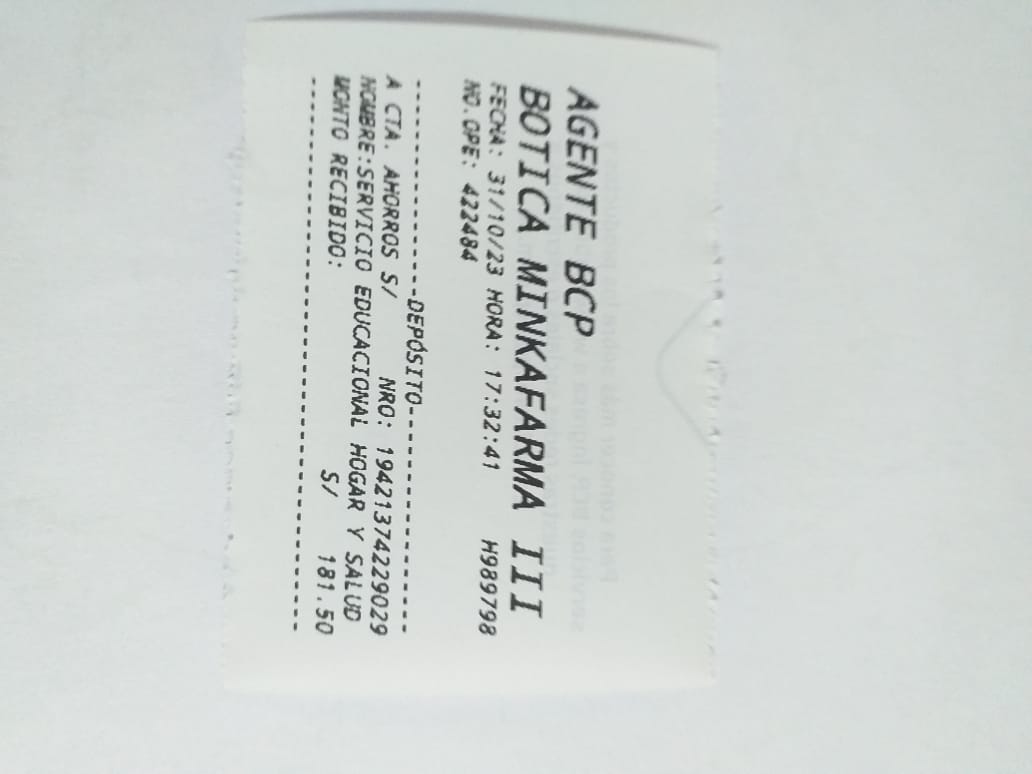 AGENTE BCP
BOTICA MINKAFARMA III
FECHA: 31/10/23 HORA: 17:32:41 H989798
NO.OPE: 422484
--------------DEPÓSITO-----------------------
A CTA. AHORROS S/ NRO: 19421374229029
NOMBRE:SERVICIO EDUCACIONAL HOGAR Y SALUD
MONTO RECIBIDO: S/ 181.50
---------------------------------------------